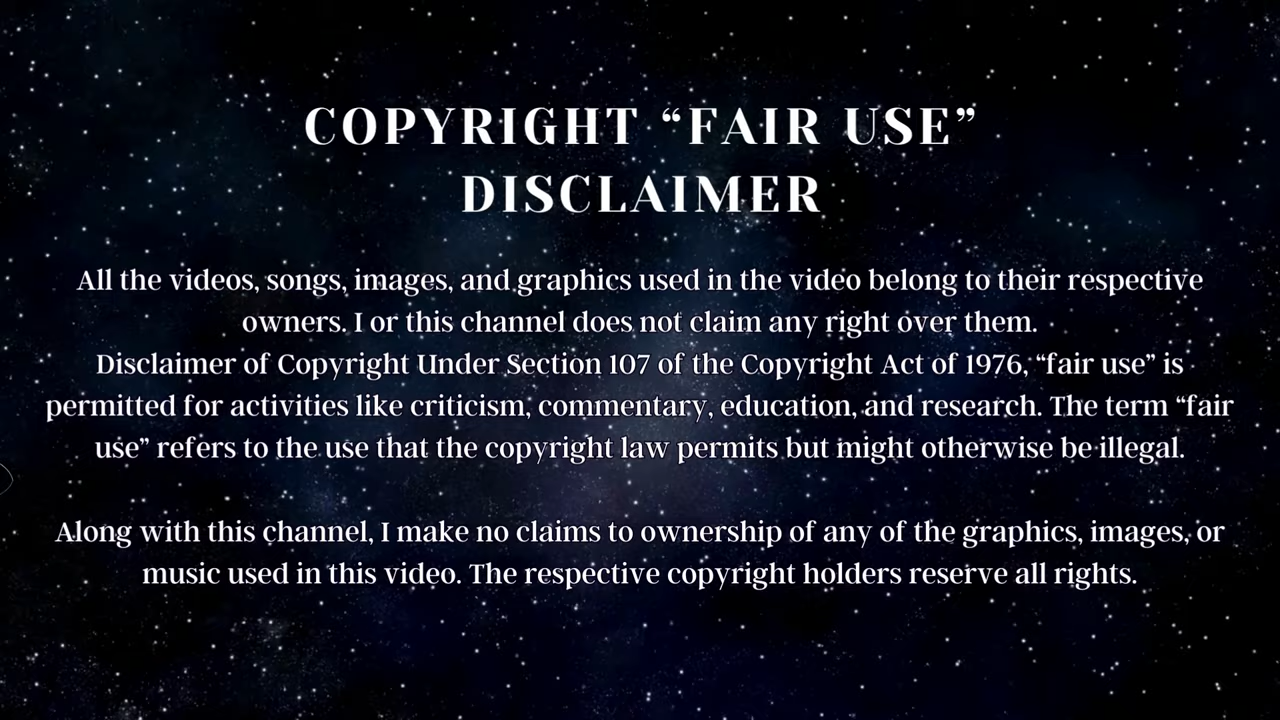 COPYRIGHT “FAIR USE”
DISCLAIMER
All the videos, songs, images, and graphics used in the video belong to their respective
owners. I or this channel does not claim any right over them.
Disclaimer of Copyright Under Section 107 of the Copyright Act of 1976, “fair use” is
permitted for activities like criticism, commentary, education, and research. The term “fair
use” refers to the use that the copyright law permits but might otherwise be illegal.
Along with this channel, I make no claims to ownership of any of the graphics, images, or
music used in this video. The respective copyright holders reserve all rights.